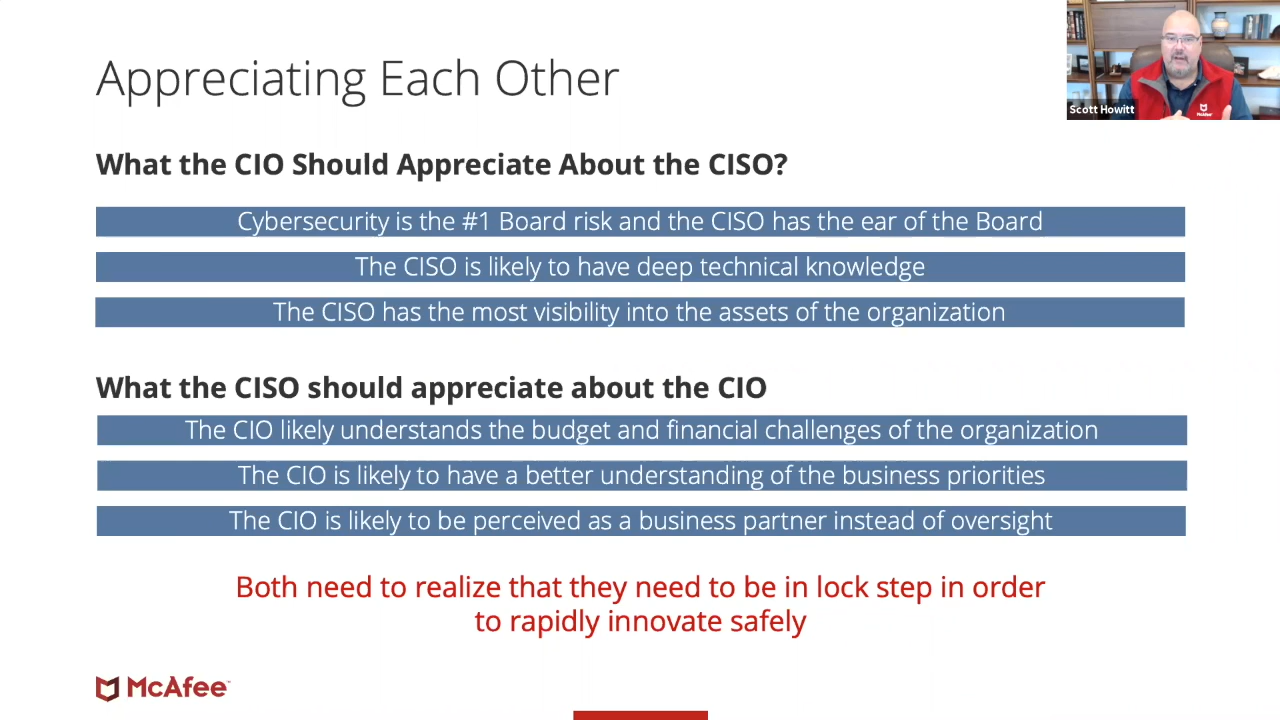 Appreciating Each Other
Scott Howitt
McAfee
What the CIO Should Appreciate About the CISO?
Cybersecurity is the #1 Board risk and the CISO has the ear of the Board
The CISO is likely to have deep technical knowledge
The CISO has the most visibility into the assets of the organization
What the CISO should appreciate about the CIO
The CIO likely understands the budget and financial challenges of the organization
The CIO is likely to have a better understanding of the business priorities
The CIO is likely to be perceived as a business partner instead of oversight
Both need to realize that they need to be in lock step in order
to rapidly innovate safely
McAfee™